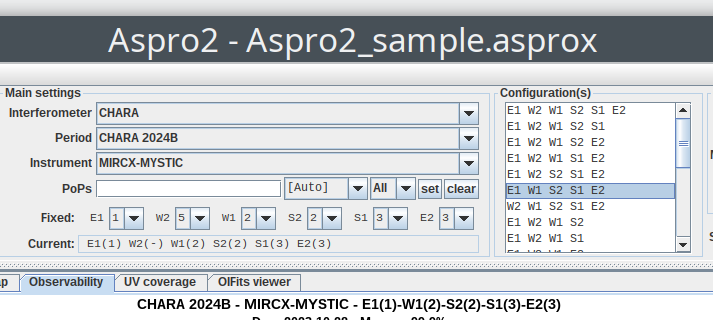 Aspro2 - Aspro2_sample.asprox
Main settings
Interferometer CHARA
Period CHARA 2024B
Instrument MIRCX-MYSTIC
PoPs [Auto] All set clear
Fixed: E1 1 W2 5 W1 2 S2 2 S1 3 E2 3
Current: E1(1) W2(-) W1(2) S2(2) S1(3) E2(3)
Configuration(s)
E1 W2 W1 S2 S1 E2
E1 W2 W1 S2 S1
E1 W2 W1 S2 E2
E1 W2 W1 S1 E2
E1 W2 S2 S1 E2
E1 W1 S2 S1 E2
W2 W1 S2 S1 E2
E1 W2 W1 S2
E1 W2 W1 S1
Observability UV coverage OIFits viewer
CHARA 2024B - MIRCX-MYSTIC - E1(1)-W1(2)-S2(2)-S1(3)-E2(3)